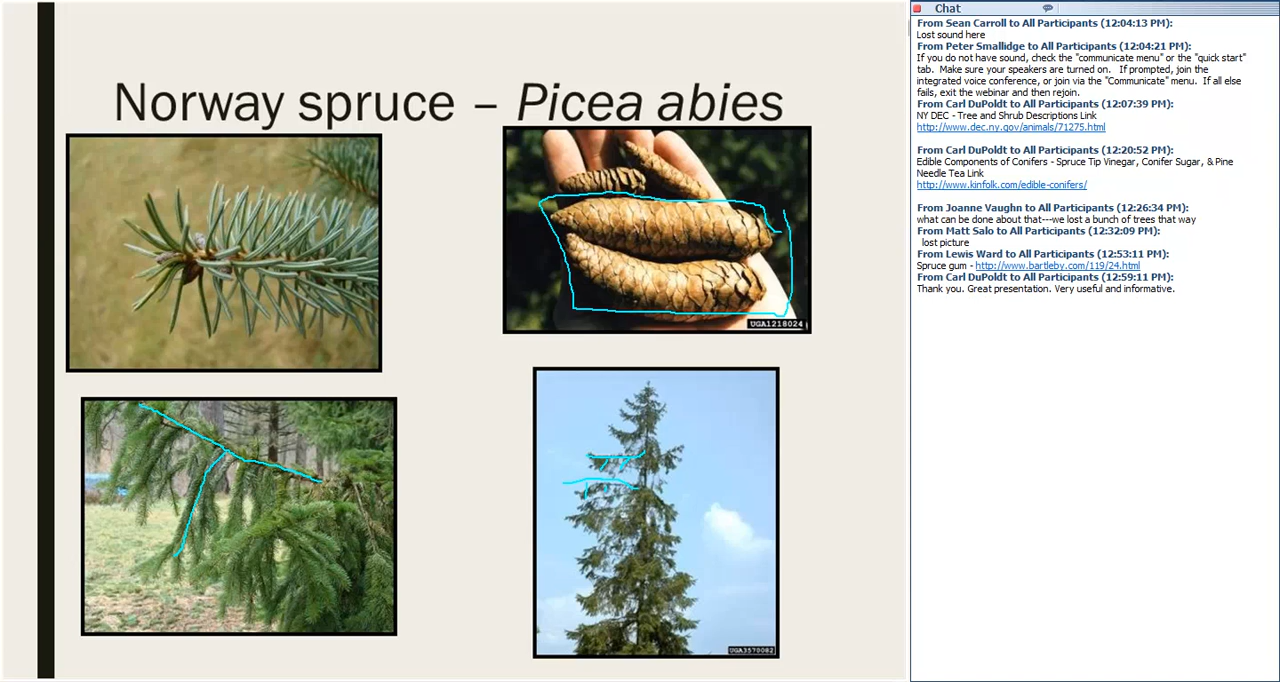 Norway spruce – Picea abies
UGA1218024
UGA3570082
Chat
From Sean Carroll to All Participants (12:04:13 PM):
Lost sound here
From Peter Smallidge to All Participants (12:04:21 PM):
If you do not have sound, check the "communicate menu" or the "quick start"
tab.  Make sure your speakers are turned on.   If prompted, join the
integrated voice conference, or join via the "Communicate" menu.  If all else
fails, exit the webinar and then rejoin.
From Carl DuPoldt to All Participants (12:07:39 PM):
NY DEC - Tree and Shrub Descriptions Link
http://www.dec.ny.gov/animals/71275.html
From Carl DuPoldt to All Participants (12:20:52 PM):
Edible Components of Conifers - Spruce Tip Vinegar, Conifer Sugar, & Pine
Needle Tea Link
http://www.kinfolk.com/edible-conifers/
From Joanne Vaughn to All Participants (12:26:34 PM):
what can be done about that---we lost a bunch of trees that way
From Matt Salo to All Participants (12:32:09 PM):
lost picture
From Lewis Ward to All Participants (12:53:11 PM):
Spruce gum - http://www.bartleby.com/119/24.html
From Carl DuPoldt to All Participants (12:59:11 PM):
Thank you. Great presentation. Very useful and informative.